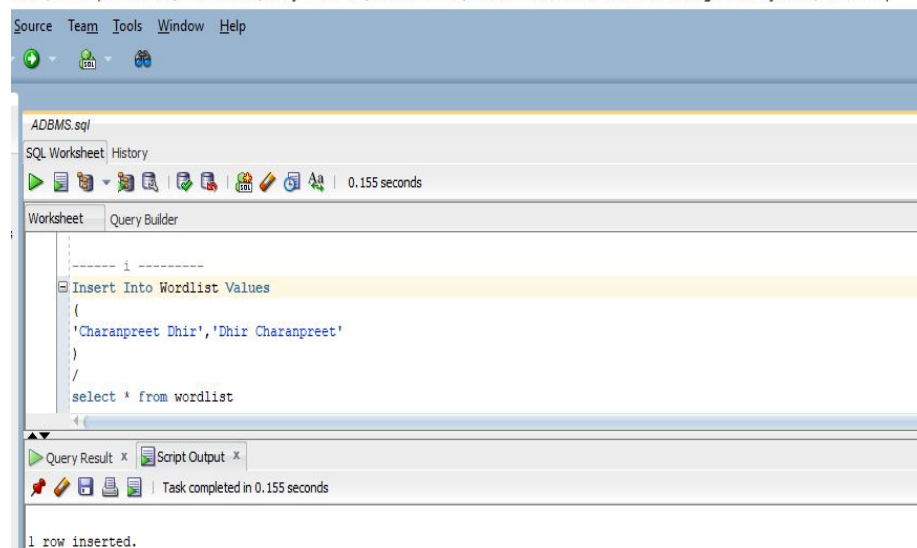 Source Team Tools Window Help
SQL
ADBMS.sql
SQL Worksheet History
Aa 0.155 seconds
Worksheet Query Builder
------ i ---------
Insert Into Wordlist Values
(
'Charanpreet Dhir','Dhir Charanpreet'
)
/
select * from wordlist
Query Result x Script Output x
Task completed in 0.155 seconds
1 row inserted.